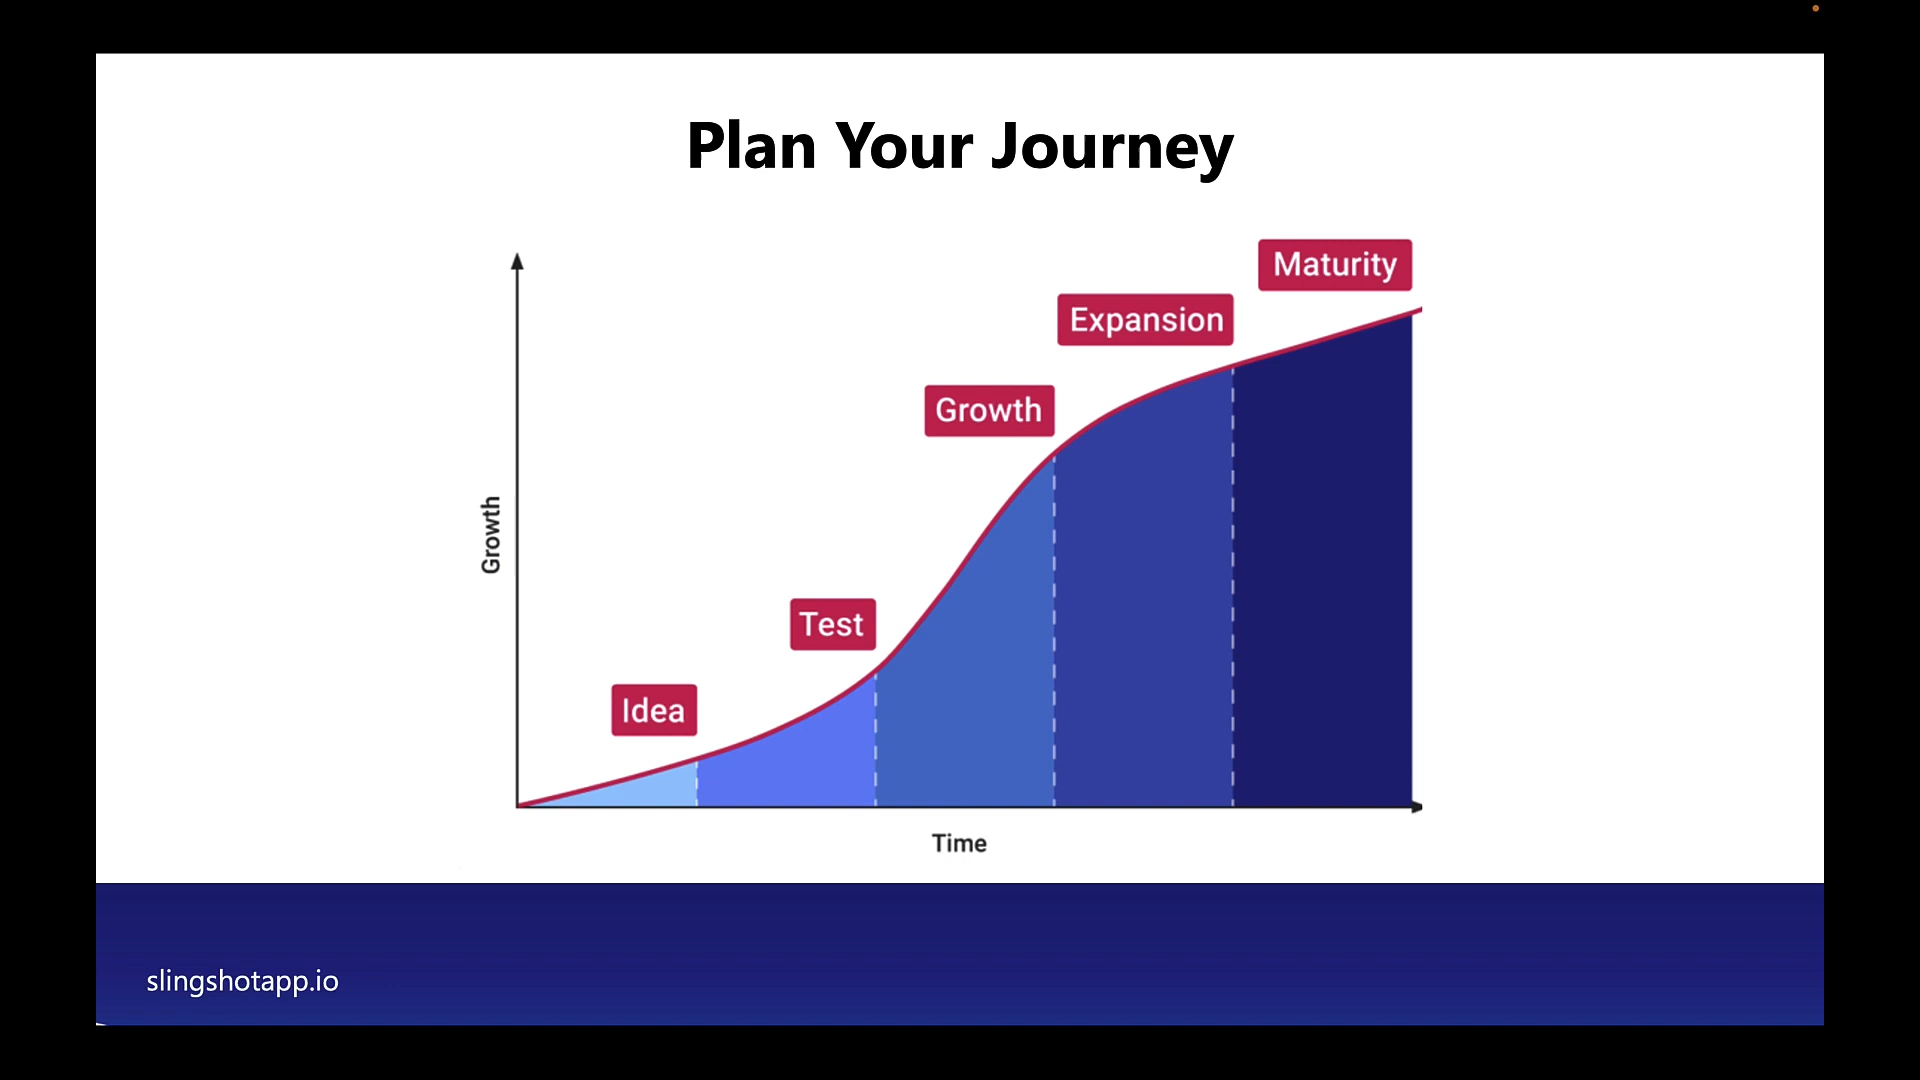 Plan Your Journey
Maturity
Expansion
Growth
Growth
Test
Idea
Time
slingshotapp.io